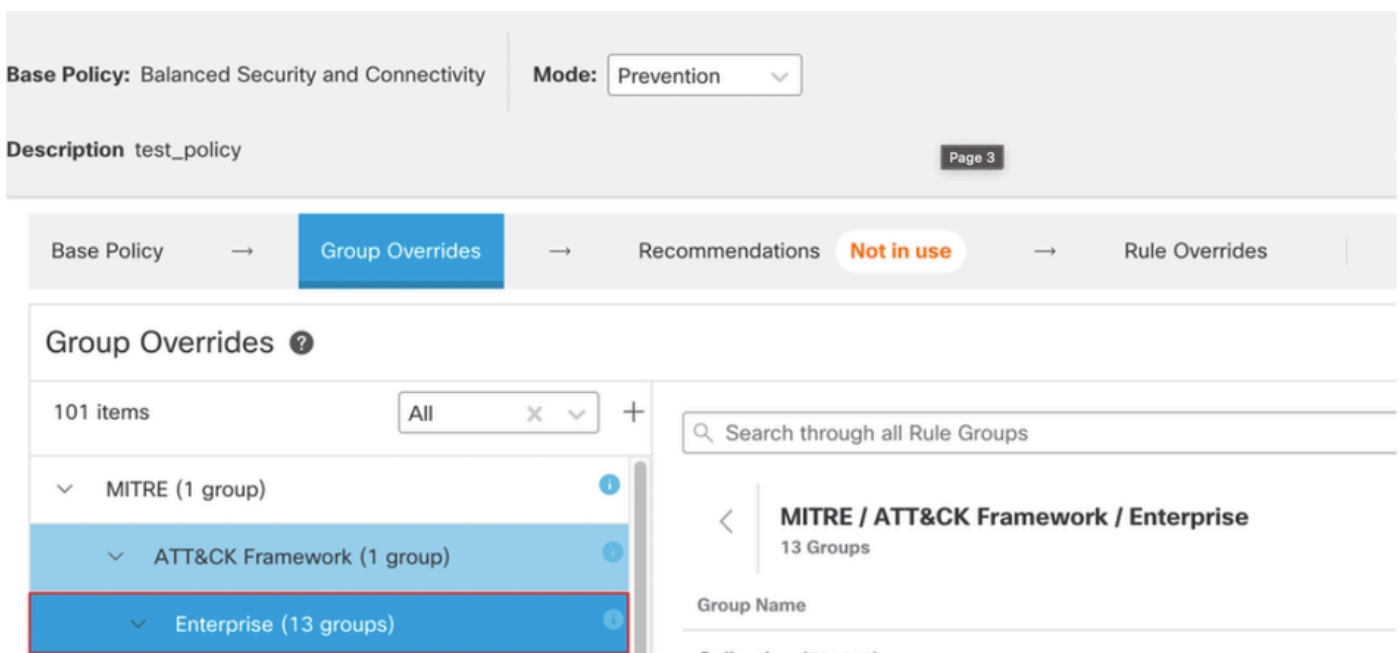 Base Policy: Balanced Security and Connectivity Mode: Prevention
Description test_policy
Page 3
Base Policy → Group Overrides → Recommendations Not in use → Rule Overrides
Group Overrides ?
101 items All
Search through all Rule Groups
MITRE (1 group)
MITRE / ATT&CK Framework / Enterprise
13 Groups
ATT&CK Framework (1 group)
Group Name
Enterprise (13 groups)